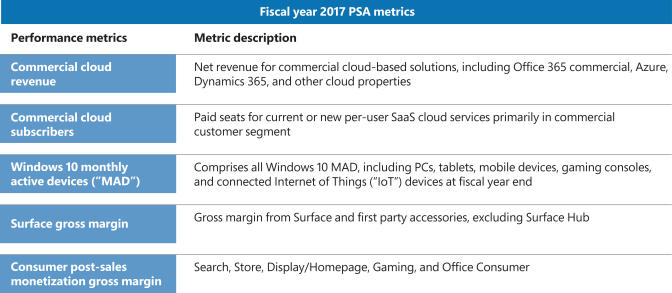 Fiscal year 2017 PSA metrics
Performance metrics
Metric description
Commercial cloud
revenue
Net revenue for commercial cloud-based solutions, including Office 365 commercial, Azure,
Dynamics 365, and other cloud properties
Commercial cloud
subscribers
Paid seats for current or new per-user SaaS cloud services primarily in commercial
customer segment
Windows 10 monthly
active devices (“MAD”)
Comprises all Windows 10 MAD, including PCs, tablets, mobile devices, gaming consoles,
and connected Internet of Things (“IoT”) devices at fiscal year end
Surface gross margin
Gross margin from Surface and first party accessories, excluding Surface Hub
Consumer post-sales
monetization gross margin
Search, Store, Display/Homepage, Gaming, and Office Consumer